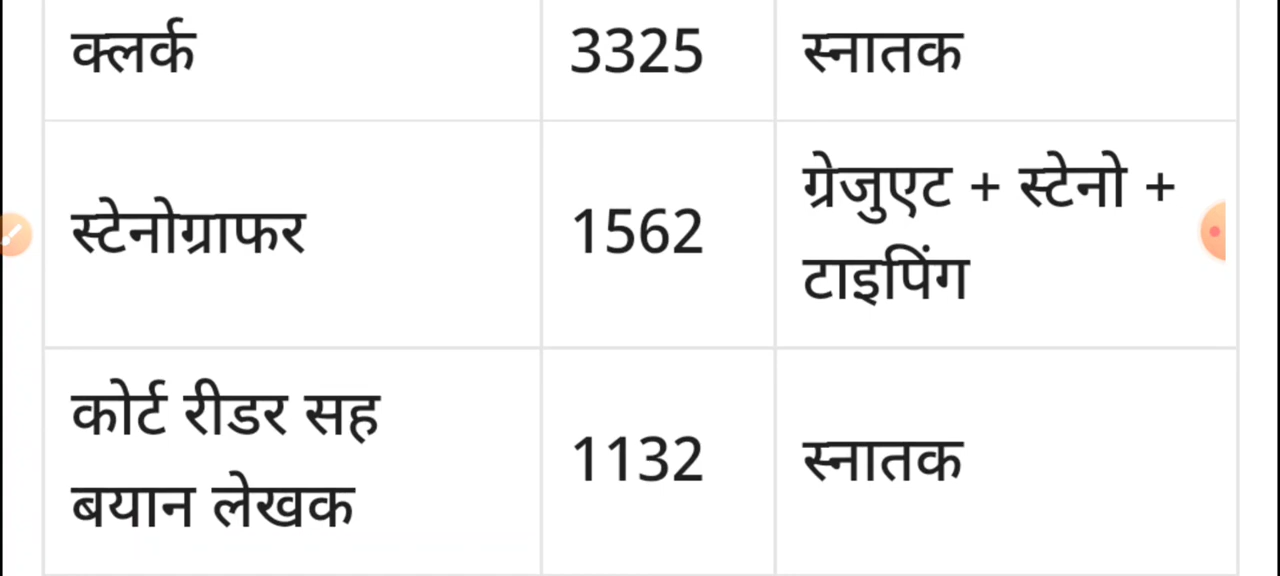 क्लर्क 3325 स्नातक
स्टेनोग्राफर 1562 ग्रेजुएट + स्टेनो +
टाइपिंग
कोर्ट रीडर सह
बयान लेखक 1132 स्नातक